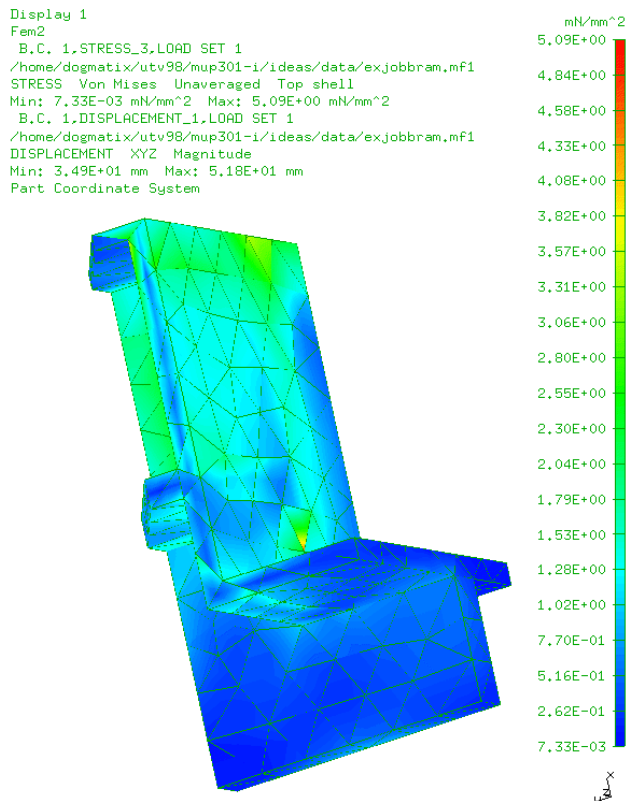 Display 1
Fem2
B.C. 1,STRESS_3,LOAD SET 1
/home/dogmatix/utv98/mup301-i/ideas/data/exjobbram.mf1
STRESS Von Mises Unaveraged Top shell
Min: 7.33E-03 mN/mm^2 Max: 5.09E+00 mN/mm^2
B.C. 1,DISPLACEMENT_1,LOAD SET 1
/home/dogmatix/utv98/mup301-i/ideas/data/exjobbram.mf1
DISPLACEMENT XYZ Magnitude
Min: 3.49E+01 mm Max: 5.18E+01 mm
Part Coordinate System
mN/mm^2
5.09E+00
4.84E+00
4.59E+00
4.33E+00
4.08E+00
3.82E+00
3.57E+00
3.31E+00
3.06E+00
2.80E+00
2.55E+00
2.30E+00
2.04E+00
1.79E+00
1.53E+00
1.28E+00
1.02E+00
7.70E-01
5.16E-01
2.62E-01
7.33E-03
X
Z